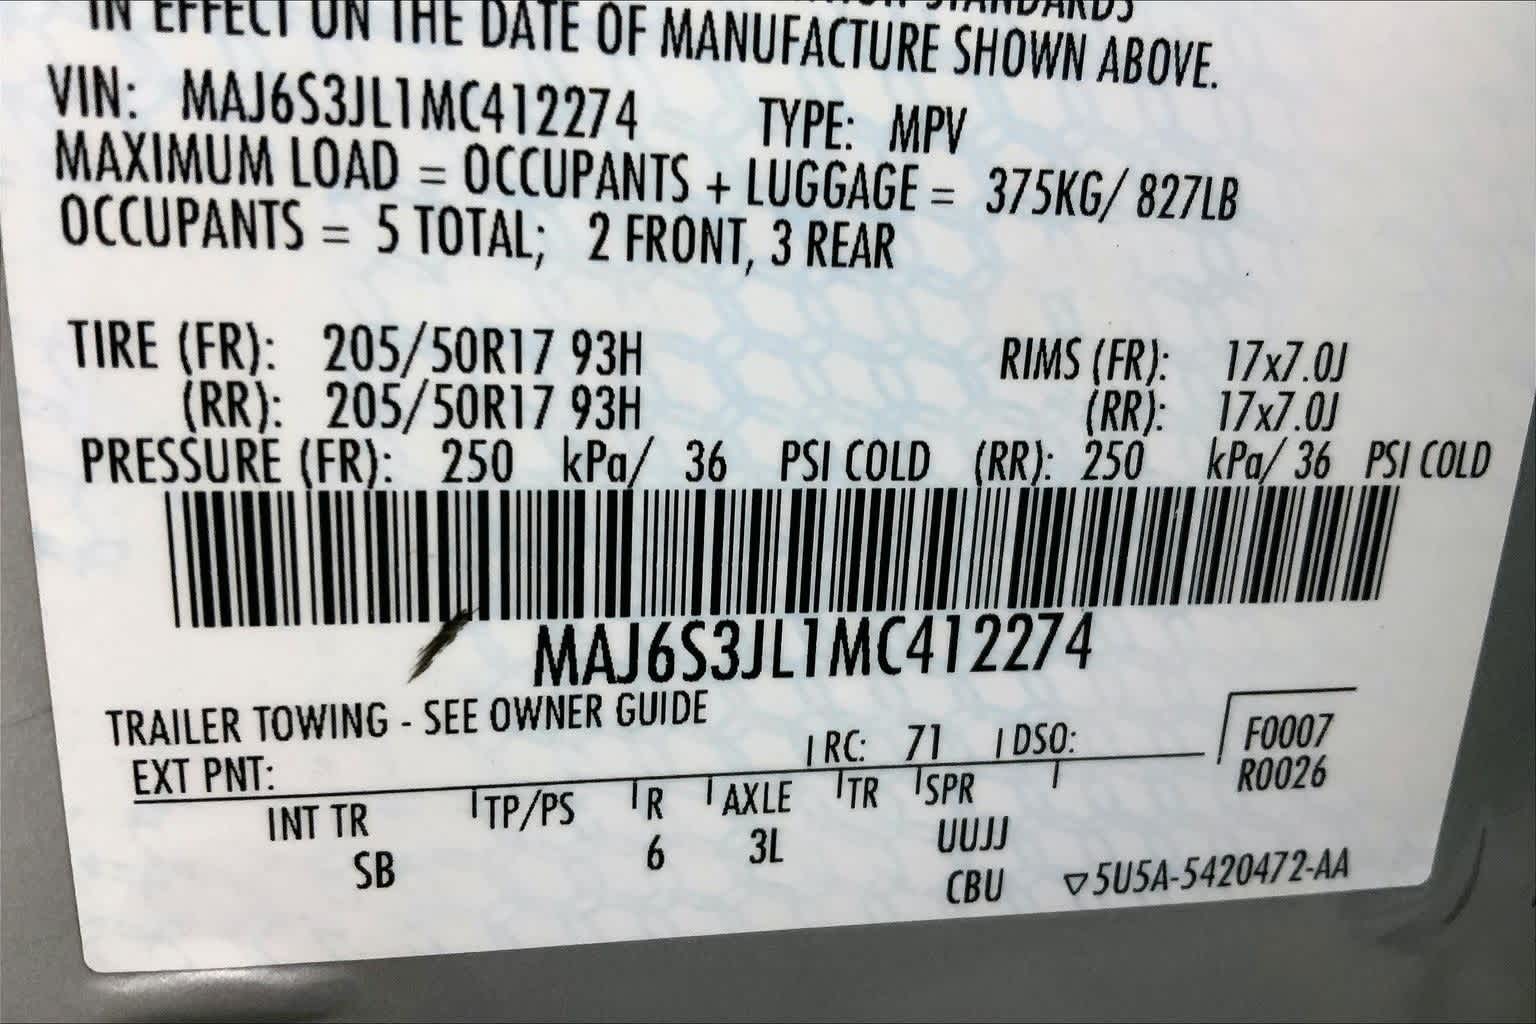 STANDARDS
IN EFFECT ON THE DATE OF MANUFACTURE SHOWN ABOVE.
VIN: MAJ6S3JL1MC412274 TYPE: MPV
MAXIMUM LOAD = OCCUPANTS + LUGGAGE = 375KG/ 827LB
OCCUPANTS = 5 TOTAL; 2 FRONT, 3 REAR
TIRE (FR): 205/50R17 93H RIMS (FR): 17x7.0J
(RR): 205/50R17 93H (RR): 17x7.0J
PRESSURE (FR): 250 kPa/ 36 PSI COLD (RR): 250 kPa/ 36 PSI COLD
MAJ6S3JL1MC412274
TRAILER TOWING - SEE OWNER GUIDE
EXT PNT: RC: 71 DSO: F0007
R0026
INT TR TP/PS R AXLE TR SPR
SB 6 3L UUJJ
CBU ▽5U5A-5420472-AA